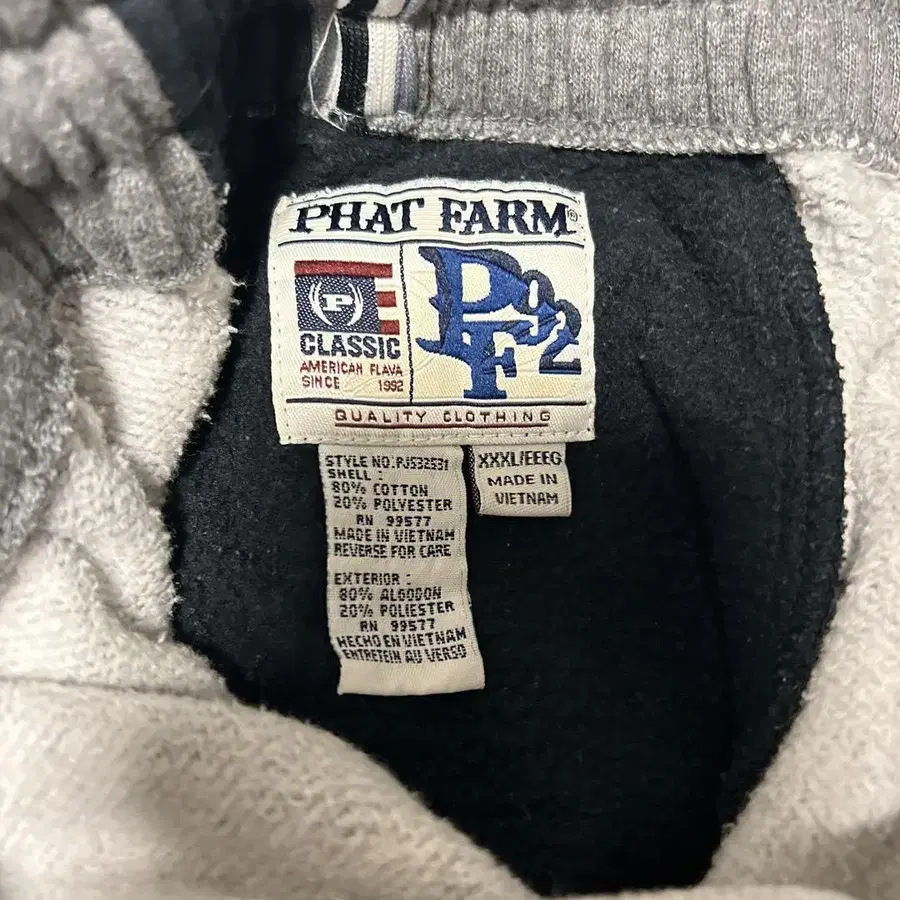 PHAT FARM®
P
CLASSIC
AMERICAN FLAVA
SINCE 1992
P 92
F
QUALITY CLOTHING
STYLE NO:PJS32531
SHELL :
80% COTTON
20% POLYESTER
RN 99577
MADE IN VIETNAM
REVERSE FOR CARE
EXTERIOR :
80% ALGODON
20% POLIESTER
RN 99577
HECHO EN VIETNAM
ENTRETEIN AU VERSO
XXXL/EEEG
MADE IN
VIETNAM